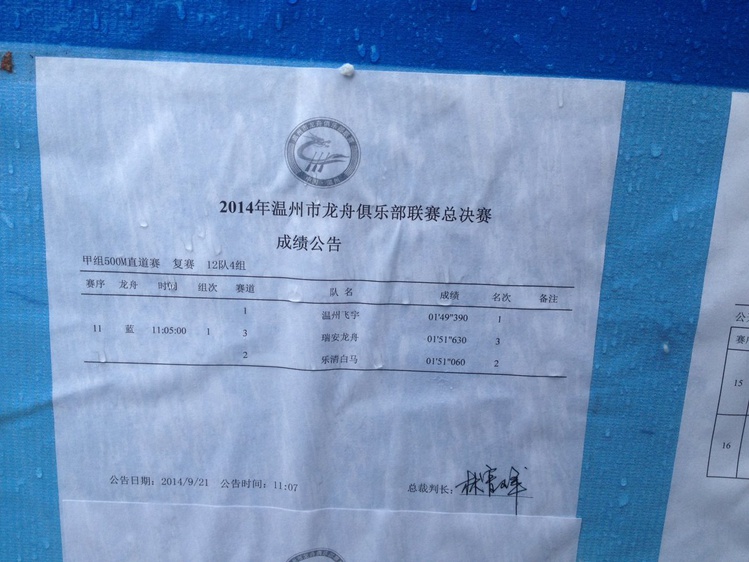 2014年温州市龙舟俱乐部联赛总决赛
成绩公告
甲组500M直道赛 复赛 12队4组
赛序 龙舟 时间 组次 赛道 队名 成绩 名次 备注
1 温州飞宇 01'49"390 1
11 蓝 11:05:00 1 3 瑞安龙舟 01'51"630 3
2 乐清白马 01'51"060 2
公告日期：2014/9/21 公告时间：11:07
总裁判长：
15
16